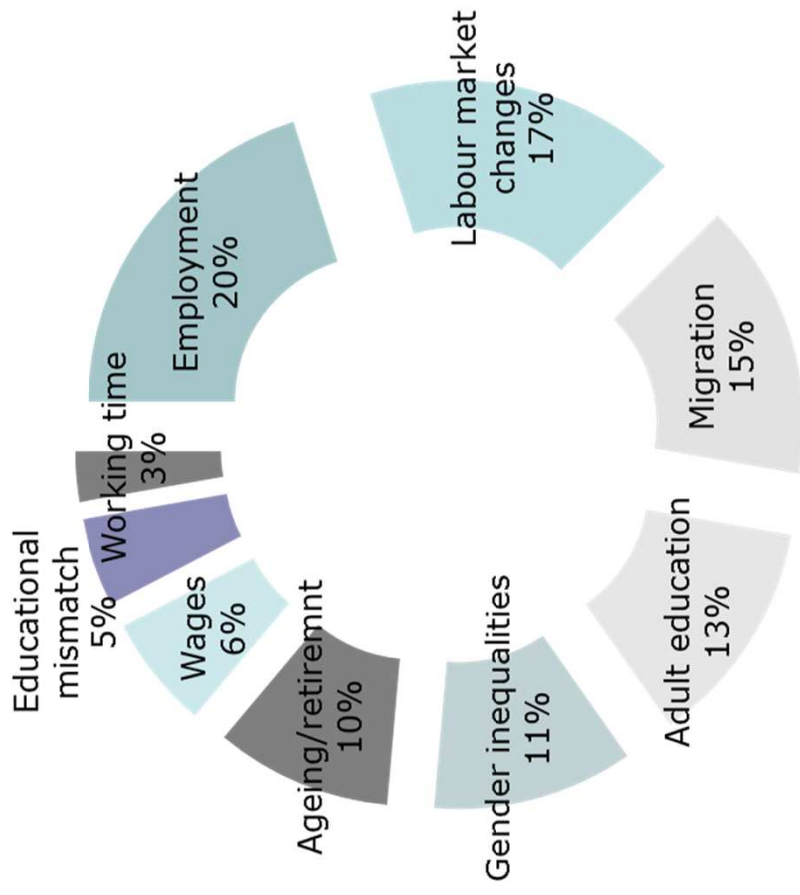 Employment
20%
Labour market
changes
17%
Migration
15%
Adult education
13%
Gender inequalities
11%
Ageing/retiremnt
10%
Wages
6%
Educational
mismatch
5%
Working time
3%